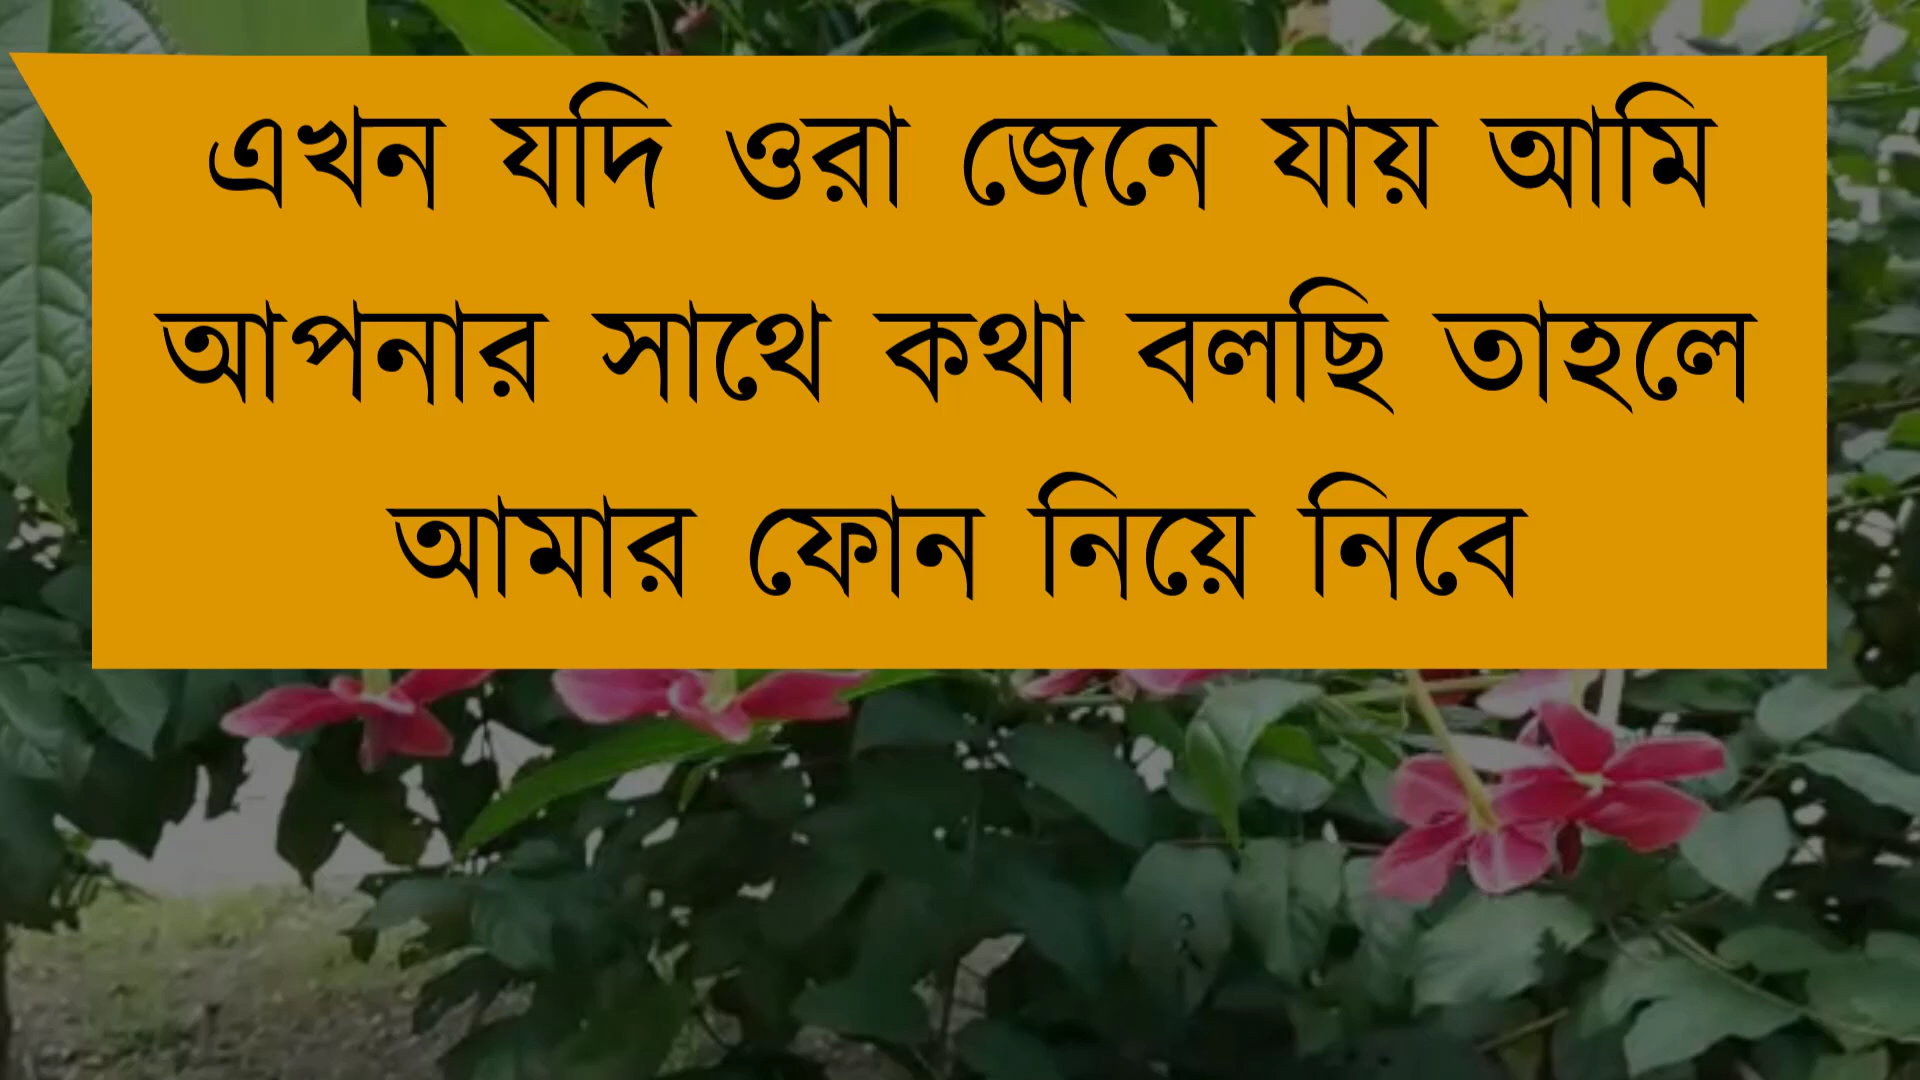 এখন যদি ওরা জেনে যায় আমি
আপনার সাথে কথা বলছি তাহলে
আমার ফোন নিয়ে নিবে